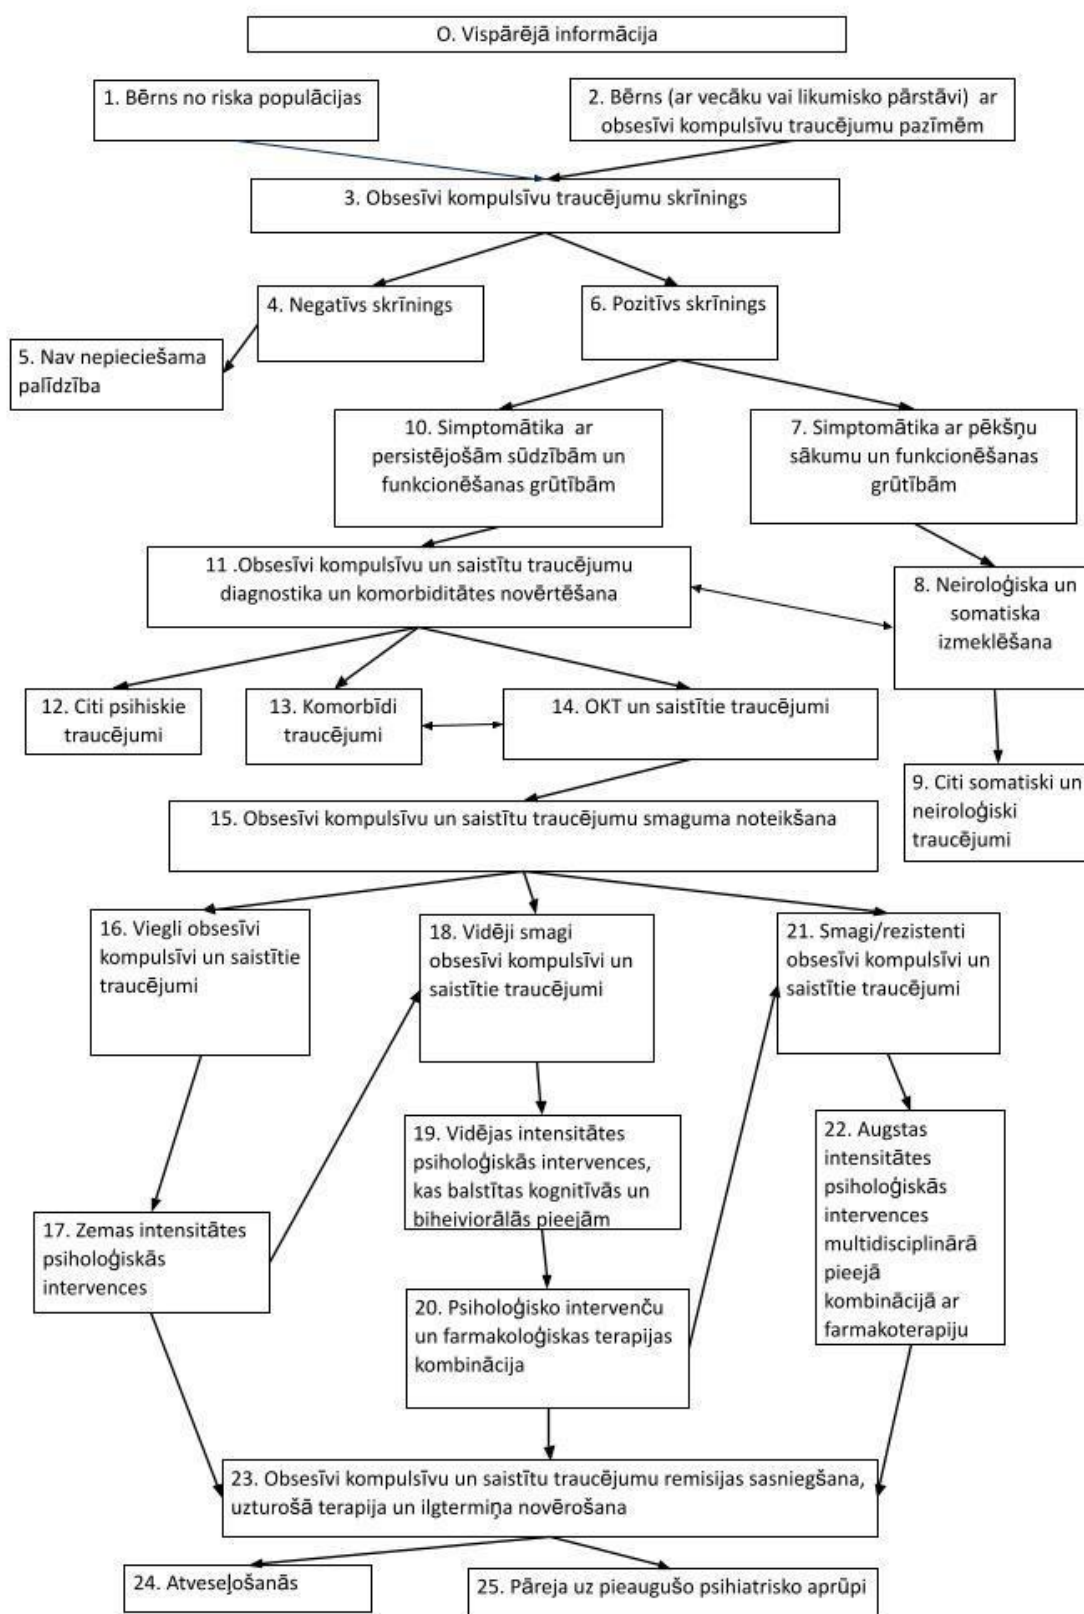 O. Vispārējā informācija
1. Bērns no riska populācijas
2. Bērns (ar vecāku vai likumisko pārstāvi) ar
obsesīvi kompulsīvu traucējumu pazīmēm
3. Obsesīvi kompulsīvu traucējumu skrīnings
4. Negatīvs skrīnings
6. Pozitīvs skrīnings
5. Nav nepieciešama
palīdzība
10. Simptomātika ar
persistējošām sūdzībām un
funkcionēšanas grūtībām
7. Simptomātika ar pēkšņu
sākumu un funkcionēšanas
grūtībām
11 .Obsesīvi kompulsīvu un saistītu traucējumu
diagnostika un komorbiditātes novērtēšana
8. Neiroloģiska un
somatiska
izmeklēšana
12. Citi psihiskie
traucējumi
13. Komorbīdi
traucējumi
14. OKT un saistītie traucējumi
9. Citi somatiski un
neiroloģiski
traucējumi
15. Obsesīvi kompulsīvu un saistītu traucējumu smaguma noteikšana
16. Viegli obsesīvi
kompulsīvi un saistītie
traucējumi
18. Vidēji smagi
obsesīvi kompulsīvi un
saistītie traucējumi
21. Smagi/rezistenti
obsesīvi kompulsīvi un
saistītie traucējumi
19. Vidējas intensitātes
psiholoģiskās intervences,
kas balstītas kognitīvās un
biheiviorālās pieejām
22. Augstas
intensitātes
psiholoģiskās
intervences
multidisciplinārā
pieejā
kombinācijā ar
farmakoterapiju
17. Zemas intensitātes
psiholoģiskās
intervences
20. Psiholoģisko intervenču
un farmakoloģiskas terapijas
kombinācija
23. Obsesīvi kompulsīvu un saistītu traucējumu remisijas sasniegšana,
uzturošā terapija un ilgtermiņa novērošana
24. Atveseļošanās
25. Pāreja uz pieaugušo psihiatrisko aprūpi